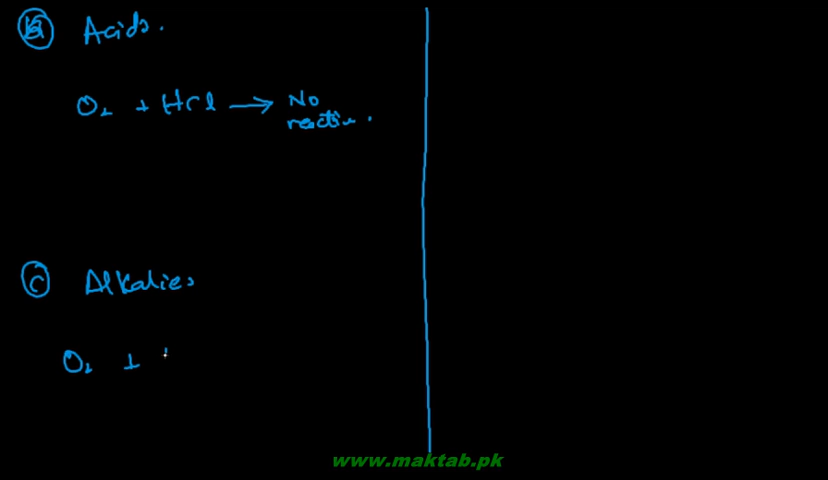 (b) Acids.
O₂ + HCl → No
reaction.
(c) Alkalies
O₂ +
www.maktab.pk